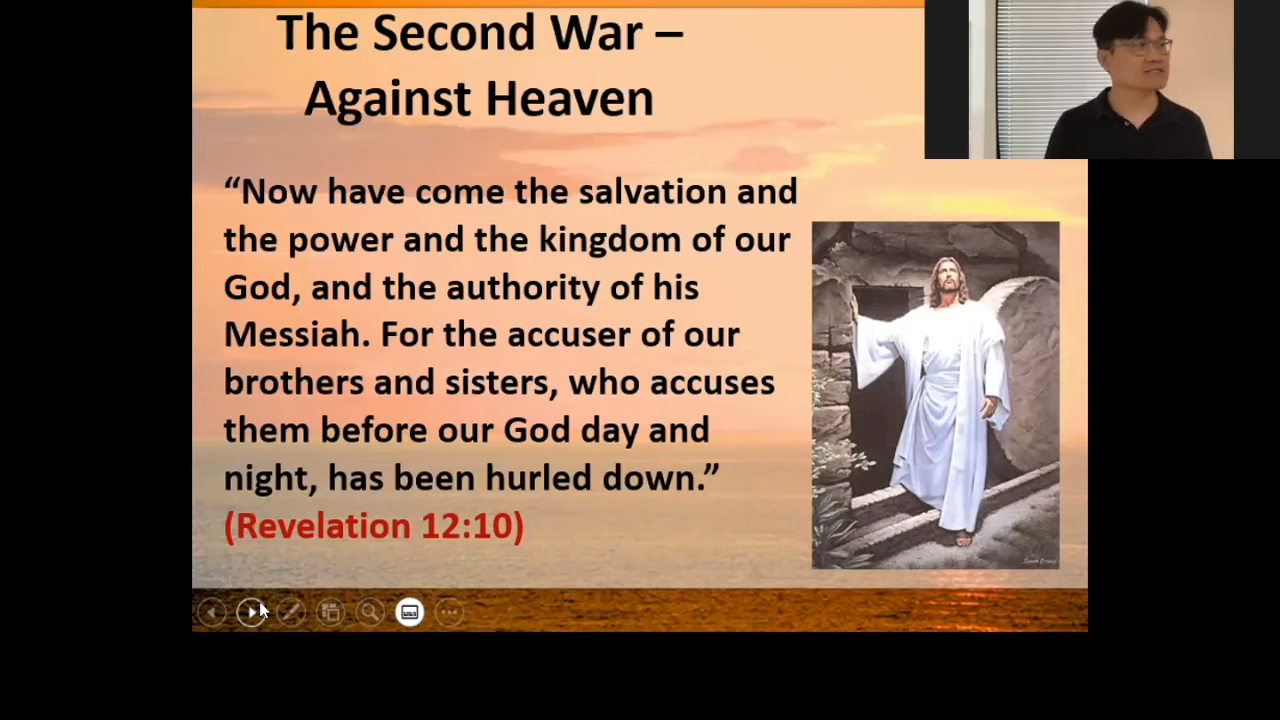 The Second War –
Against Heaven
“Now have come the salvation and
the power and the kingdom of our
God, and the authority of his
Messiah. For the accuser of our
brothers and sisters, who accuses
them before our God day and
night, has been hurled down.”
(Revelation 12:10)